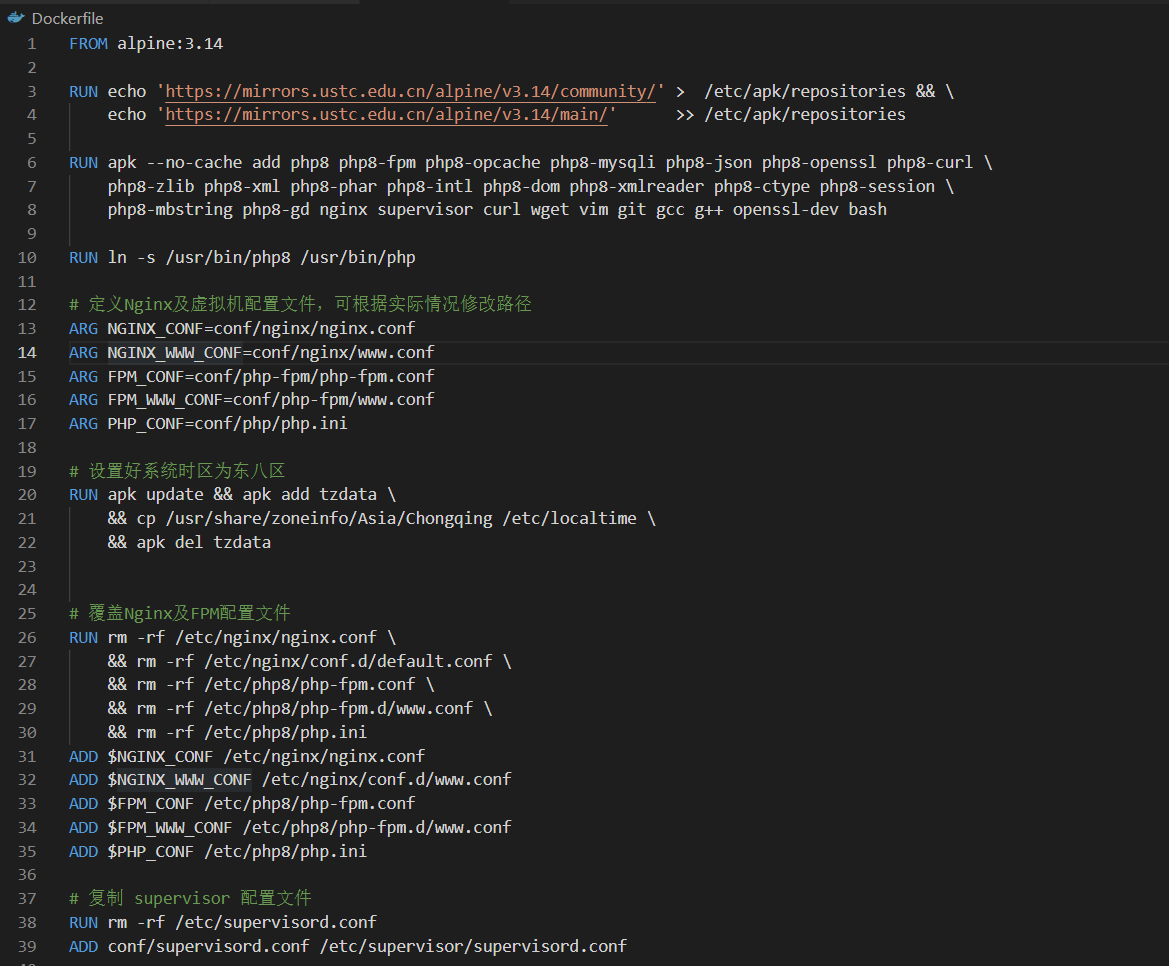 Dockerfile
1 FROM alpine:3.14
2
3 RUN echo 'https://mirrors.ustc.edu.cn/alpine/v3.14/community/' >  /etc/apk/repositories && \
4     echo 'https://mirrors.ustc.edu.cn/alpine/v3.14/main/'      >> /etc/apk/repositories
5
6 RUN apk --no-cache add php8 php8-fpm php8-opcache php8-mysqli php8-json php8-openssl php8-curl \
7     php8-zlib php8-xml php8-phar php8-intl php8-dom php8-xmlreader php8-ctype php8-session \
8     php8-mbstring php8-gd nginx supervisor curl wget vim git gcc g++ openssl-dev bash
9
10 RUN ln -s /usr/bin/php8 /usr/bin/php
11
12 # 定义Nginx及虚拟机配置文件，可根据实际情况修改路径
13 ARG NGINX_CONF=conf/nginx/nginx.conf
14 ARG NGINX_WWW_CONF=conf/nginx/www.conf
15 ARG FPM_CONF=conf/php-fpm/php-fpm.conf
16 ARG FPM_WWW_CONF=conf/php-fpm/www.conf
17 ARG PHP_CONF=conf/php/php.ini
18
19 # 设置好系统时区为东八区
20 RUN apk update && apk add tzdata \
21     && cp /usr/share/zoneinfo/Asia/Chongqing /etc/localtime \
22     && apk del tzdata
23
24
25 # 覆盖Nginx及FPM配置文件
26 RUN rm -rf /etc/nginx/nginx.conf \
27     && rm -rf /etc/nginx/conf.d/default.conf \
28     && rm -rf /etc/php8/php-fpm.conf \
29     && rm -rf /etc/php8/php-fpm.d/www.conf \
30     && rm -rf /etc/php8/php.ini
31 ADD $NGINX_CONF /etc/nginx/nginx.conf
32 ADD $NGINX_WWW_CONF /etc/nginx/conf.d/www.conf
33 ADD $FPM_CONF /etc/php8/php-fpm.conf
34 ADD $FPM_WWW_CONF /etc/php8/php-fpm.d/www.conf
35 ADD $PHP_CONF /etc/php8/php.ini
36
37 # 复制 supervisor 配置文件
38 RUN rm -rf /etc/supervisord.conf
39 ADD conf/supervisord.conf /etc/supervisor/supervisord.conf